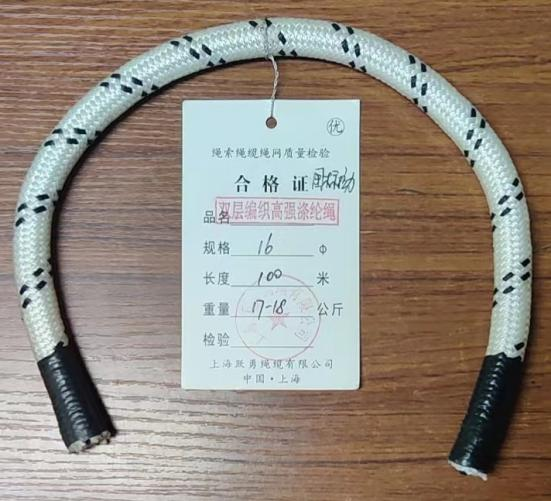 优
绳索绳缆绳网质量检验
合格证
品名 双层编织高强涤纶绳
规格 16 φ
长度 100 米
重量 17-18 公斤
检验
上海跃勇绳缆有限公司
中国·上海